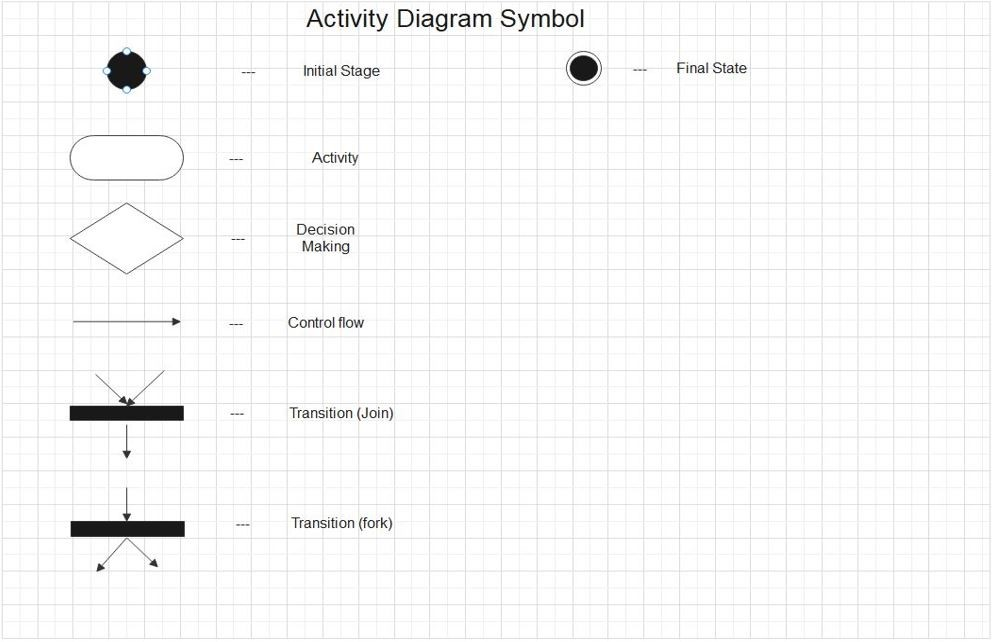 Activity Diagram Symbol
--- Initial Stage
--- Final State
--- Activity
--- Decision
Making
--- Control flow
--- Transition (Join)
--- Transition (fork)